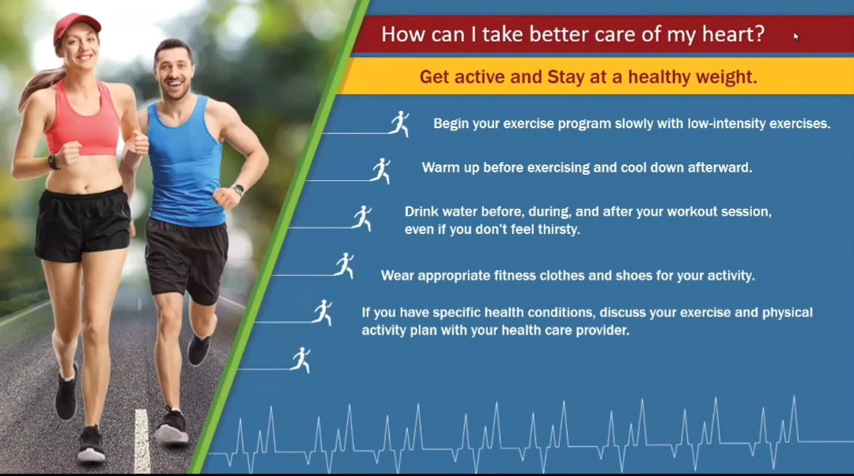 How can I take better care of my heart?
Get active and Stay at a healthy weight.
Begin your exercise program slowly with low-intensity exercises.
Warm up before exercising and cool down afterward.
Drink water before, during, and after your workout session,
even if you don't feel thirsty.
Wear appropriate fitness clothes and shoes for your activity.
If you have specific health conditions, discuss your exercise and physical
activity plan with your health care provider.